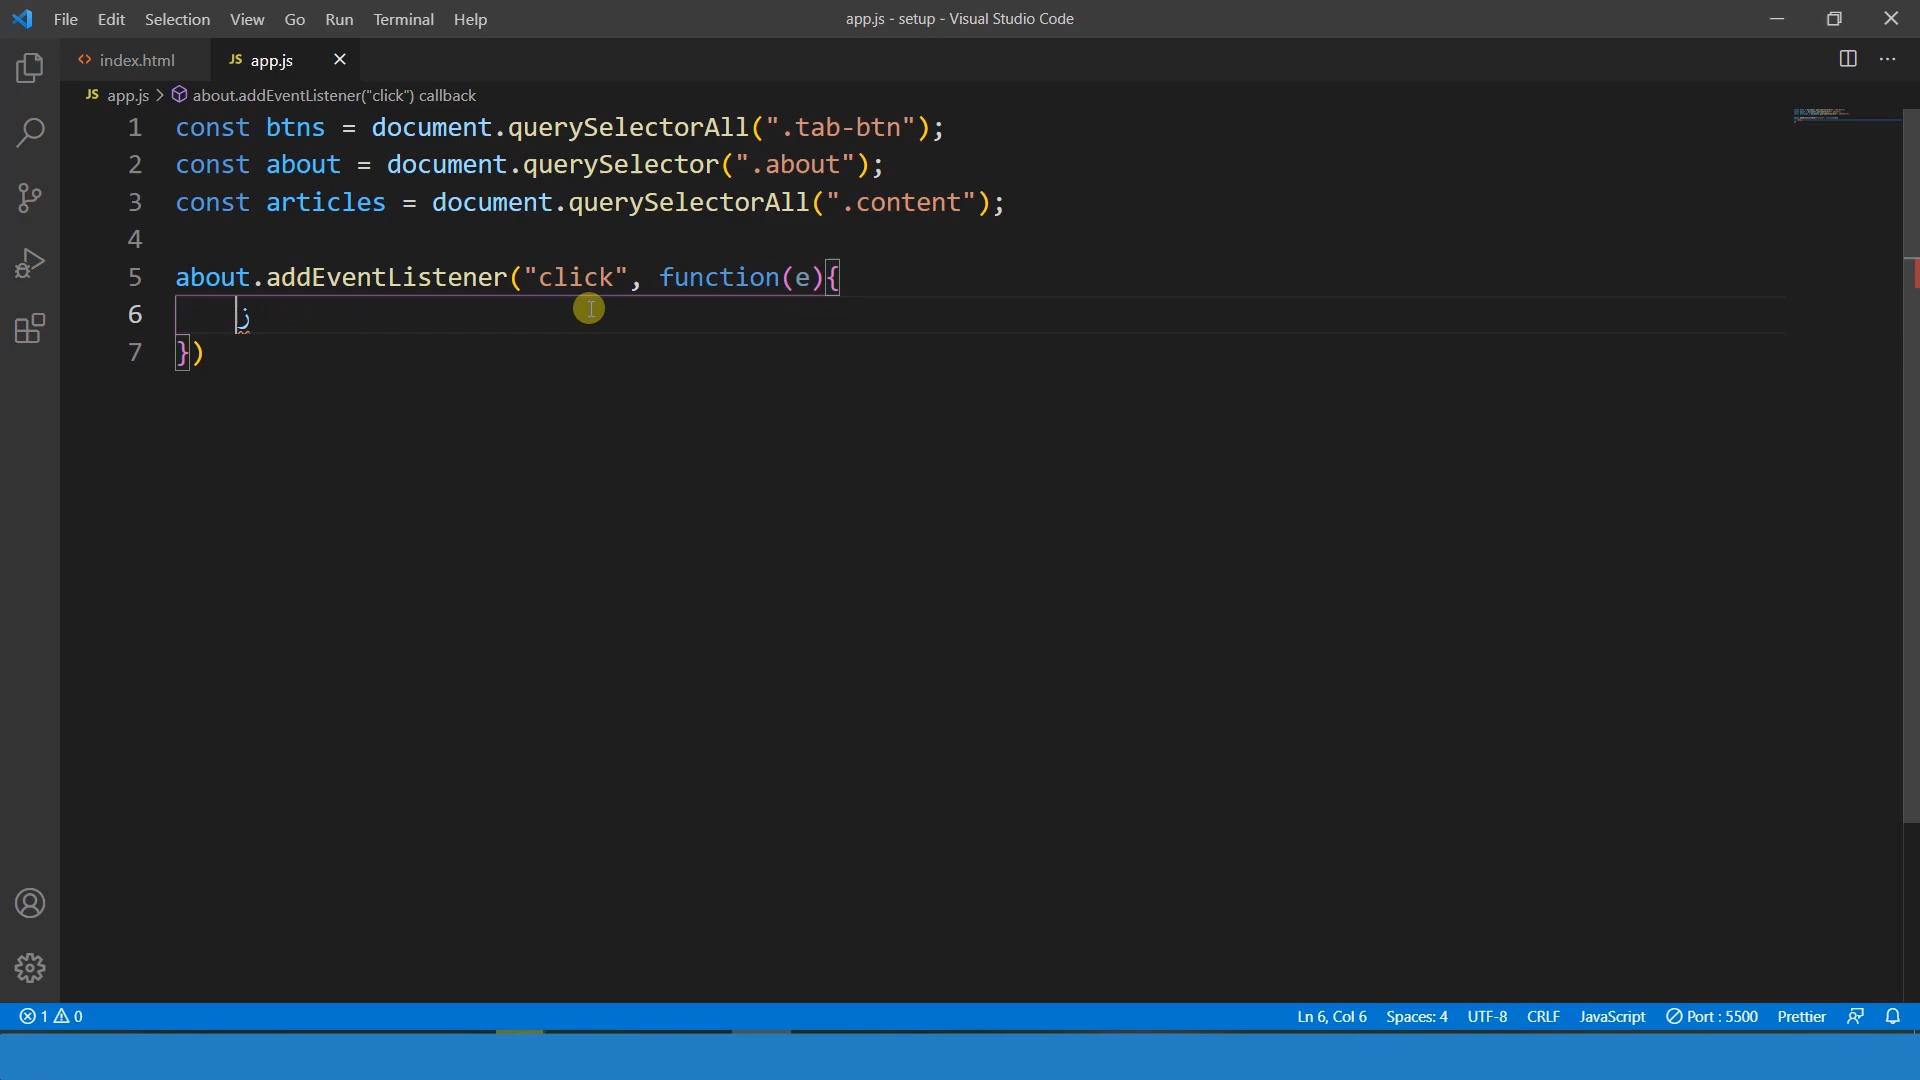 File Edit Selection View Go Run Terminal Help
app.js - setup - Visual Studio Code
index.html
JS app.js
JS app.js > about.addEventListener("click") callback
1 const btns = document.querySelectorAll(".tab-btn");
2 const about = document.querySelector(".about");
3 const articles = document.querySelectorAll(".content");
4
5 about.addEventListener("click", function(e){
6 ز
7 })
1 0
Ln 6, Col 6 Spaces: 4 UTF-8 CRLF JavaScript Port : 5500 Prettier